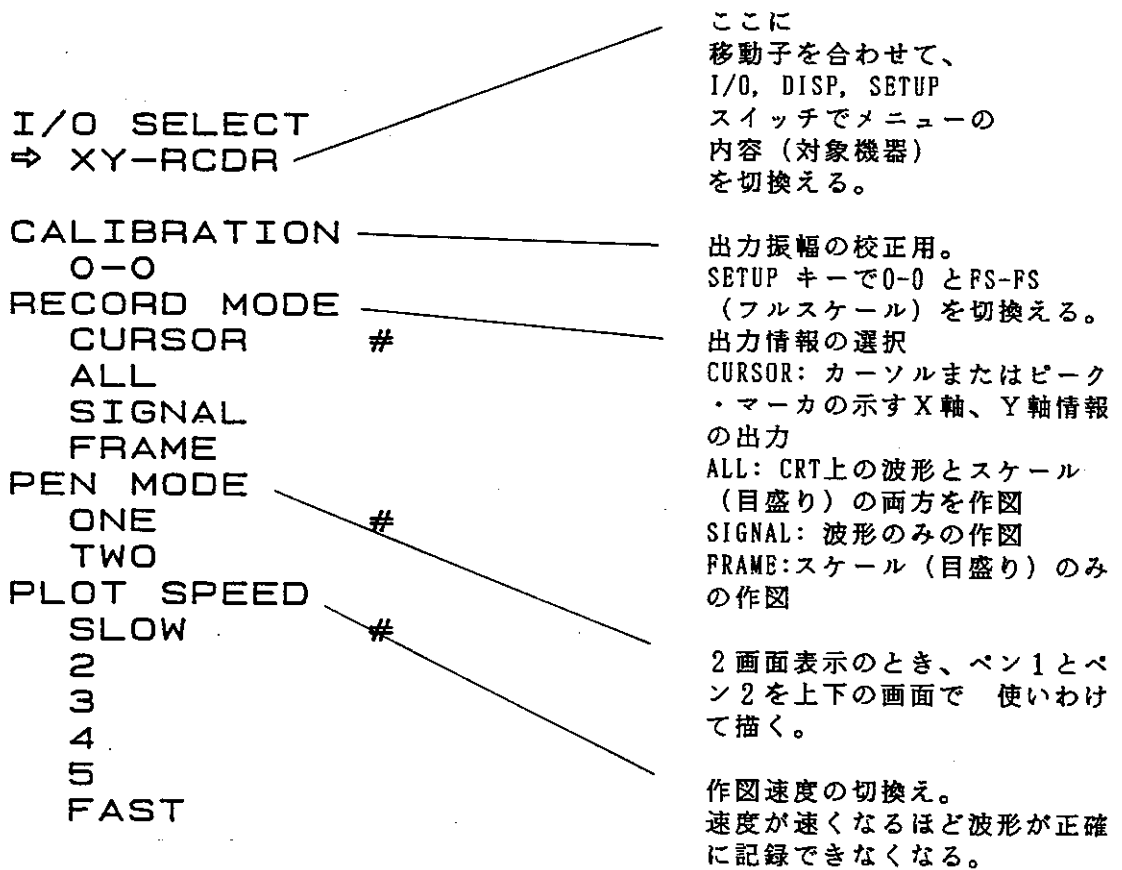 I/O SELECT
⇨ XY-RCDR
CALIBRATION
0-0
RECORD MODE
CURSOR #
ALL
SIGNAL
FRAME
PEN MODE
ONE #
TWO
PLOT SPEED
SLOW #
2
3
4
5
FAST
ここに
移動子を合わせて、
I/O, DISP, SETUP
スイッチでメニューの
内容（対象機器）
を切換える。
出力振幅の校正用。
SETUP キーで0-0 とFS-FS
（フルスケール）を切換える。
出力情報の選択
CURSOR: カーソルまたはピーク
・マーカの示すX軸、Y軸情報
の出力
ALL: CRT上の波形とスケール
（目盛り）の両方を作図
SIGNAL: 波形のみの作図
FRAME:スケール（目盛り）のみ
の作図
2画面表示のとき、ペン1とペ
ン2を上下の画面で 使いわけ
て描く。
作図速度の切換え。
速度が速くなるほど波形が正確
に記録できなくなる。